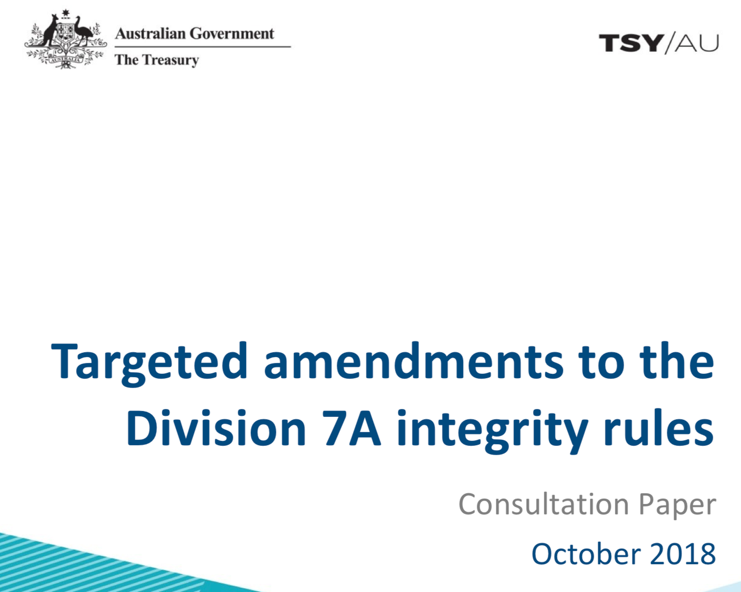 Australian Government
The Treasury
TSY/AU
Targeted amendments to the
Division 7A integrity rules
Consultation Paper
October 2018